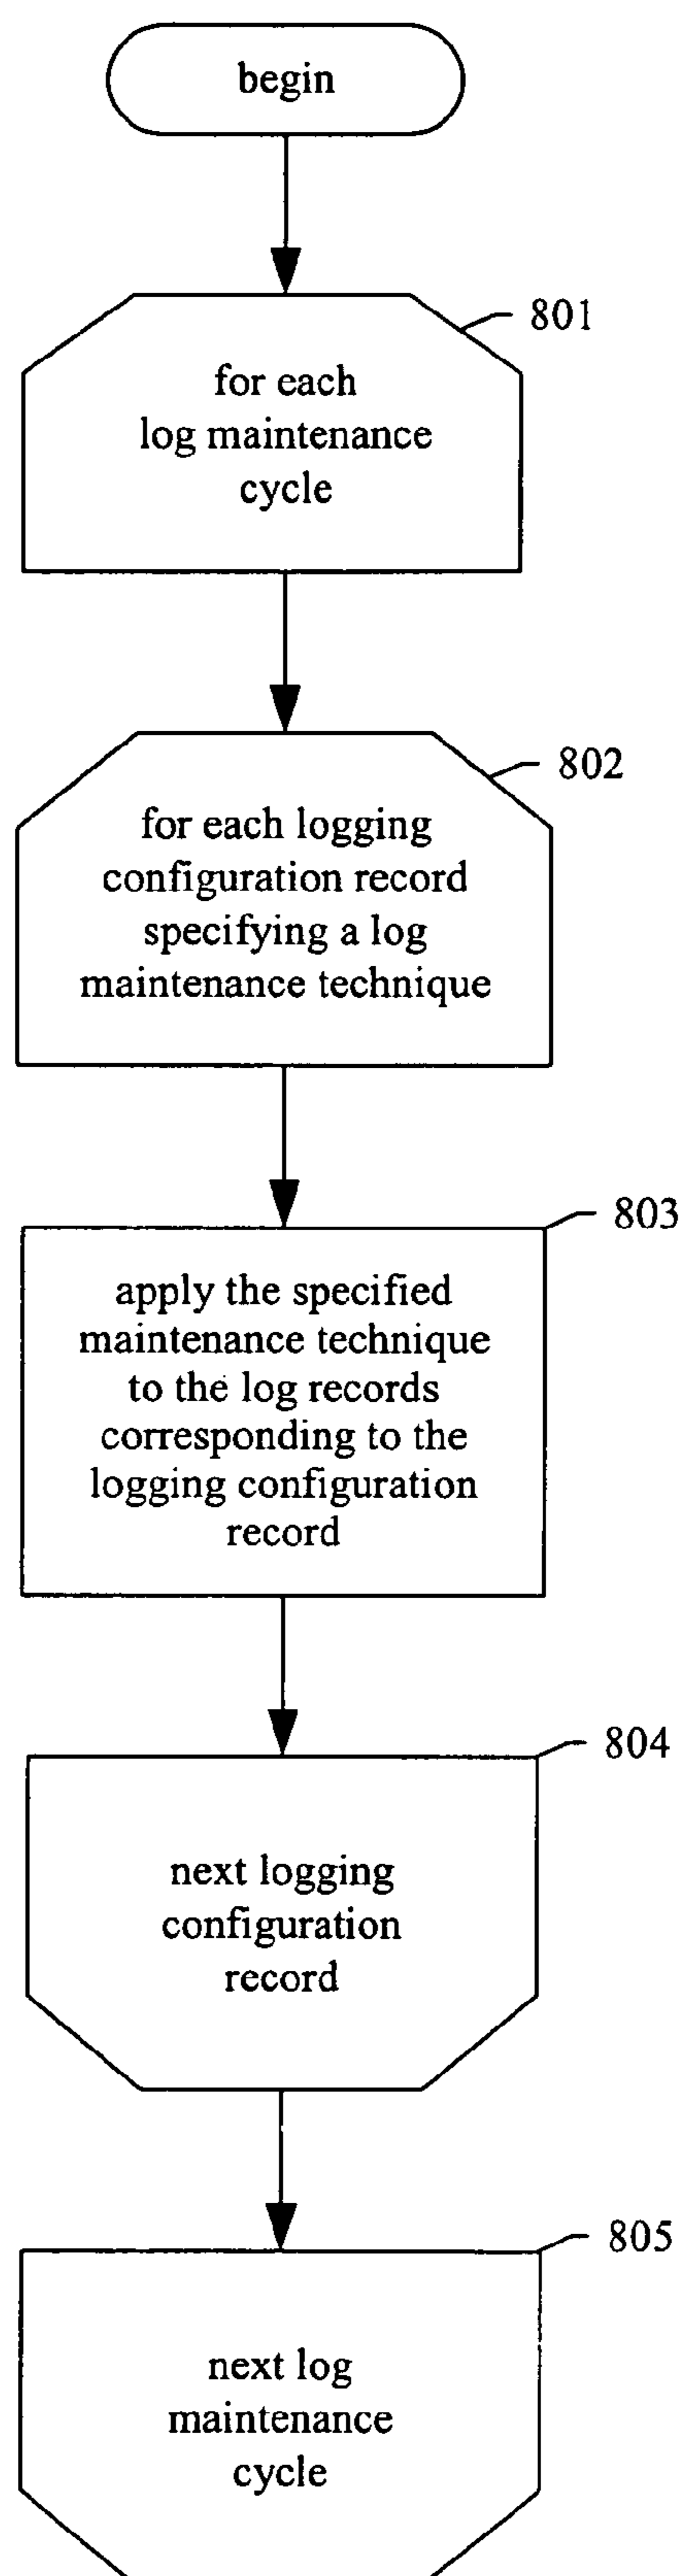 begin
801
for each
log maintenance
cycle
802
for each logging
configuration record
specifying a log
maintenance technique
803
apply the specified
maintenance technique
to the log records
corresponding to the
logging configuration
record
804
next logging
configuration
record
805
next log
maintenance
cycle